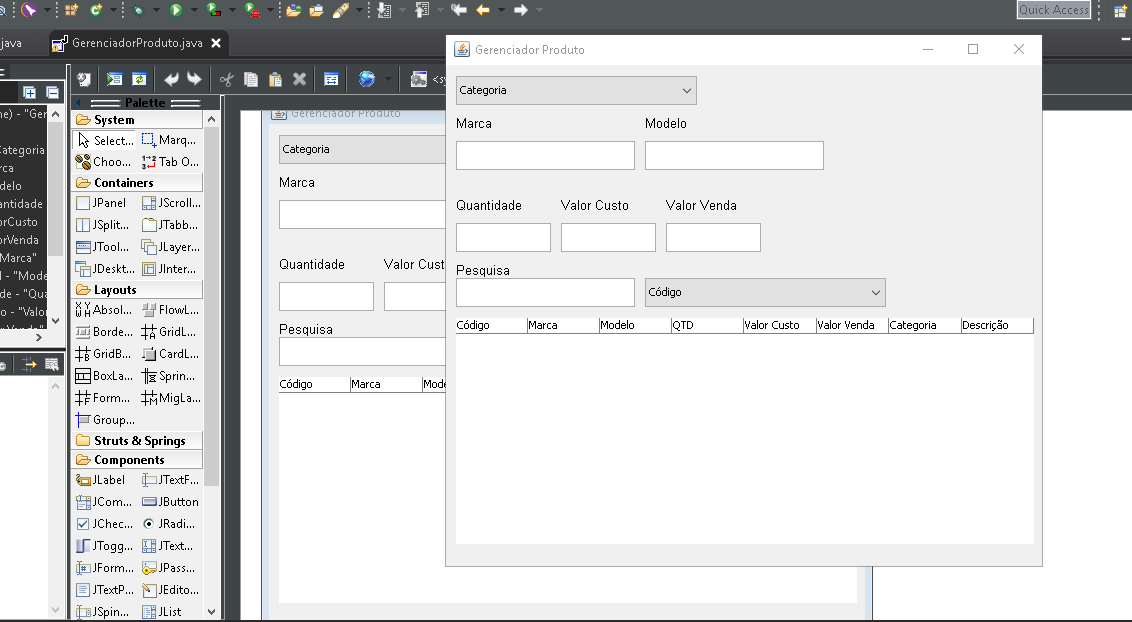 Quick Access
java
GerenciadorProduto.java
Gerenciador Produto
Categoria
Marca Modelo
Quantidade Valor Custo Valor Venda
Pesquisa
Código
Código Marca Modelo QTD Valor Custo Valor Venda Categoria Descrição
<sy
Palette
System
Select... Marq...
Choo... Tab O...
Containers
JPanel JScroll...
JSplit... JTabb...
JTool... JLayer...
JDeskt... JInter...
Layouts
Absol... FlowL...
Borde... GridL...
GridB... CardL...
BoxLa... Sprin...
Form... MigLa...
Group...
Struts & Springs
Components
JLabel JTextF...
JCom... JButton
JChec... JRadi...
JTogg... JText...
JForm... JPass...
JTextP... JEdito...
JSpin... JList
Gerenciador Produto
Categoria
Marca
Quantidade Valor Cust
Pesquisa
Código Marca Mode
ne) - "Ger
Categoria
rca
delo
antidade
orCusto
orVenda
Marca"
l - "Mode
de - "Qua
o - "Valor